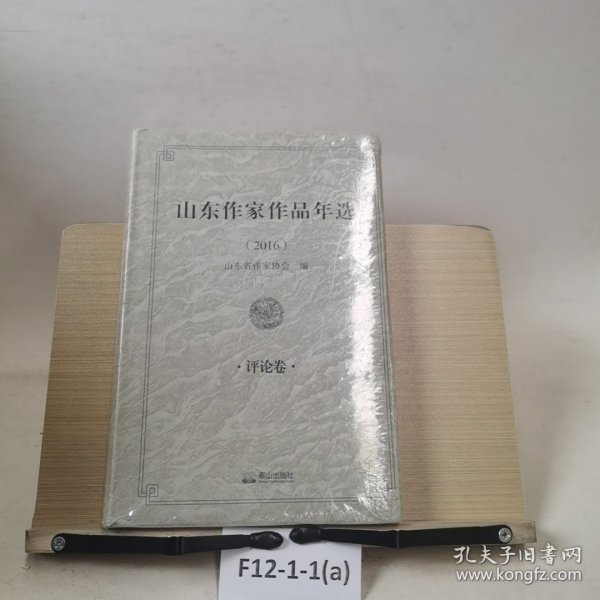 山东作家作品年选
（2016）
山东省作家协会 编
·评论卷·
泰山出版社
F12-1-1(a)
孔夫子旧书网
www.kongfz.com